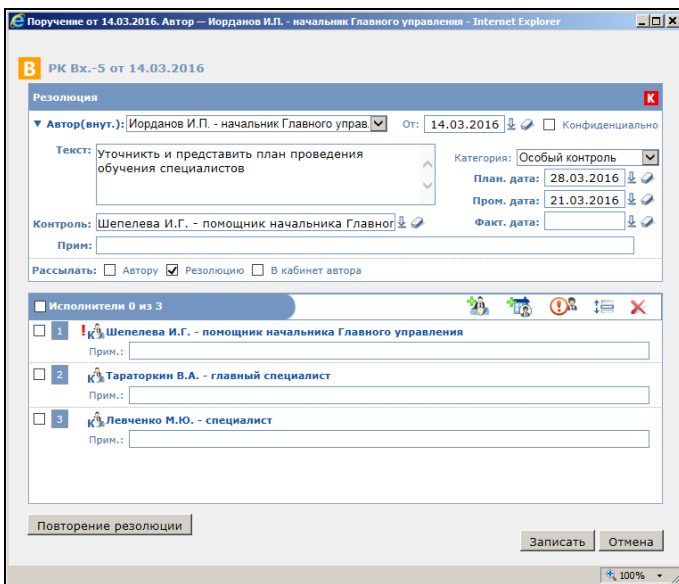 Поручение от 14.03.2016. Автор — Иорданов И.П. - начальник Главного управления - Internet Explorer
В РК Вх.-5 от 14.03.2016
Резолюция K
Автор(внут.): Иорданов И.П. - начальник Главного управ. От: 14.03.2016 Конфиденциально
Текст: Уточникть и представить план проведения
обучения специалистов
Категория: Особый контроль
План. дата: 28.03.2016
Пром. дата: 21.03.2016
Контроль: Шепелева И.Г. - помощник начальника Главног Факт. дата:
Прим:
Рассылать: Автору Резолюцию В кабинет автора
Исполнители 0 из 3
1 ! К Шепелева И.Г. - помощник начальника Главного управления
Прим.:
2 К Тараторкин В.А. - главный специалист
Прим.:
3 К Левченко М.Ю. - специалист
Прим.:
Повторение резолюции
Записать Отмена
100%